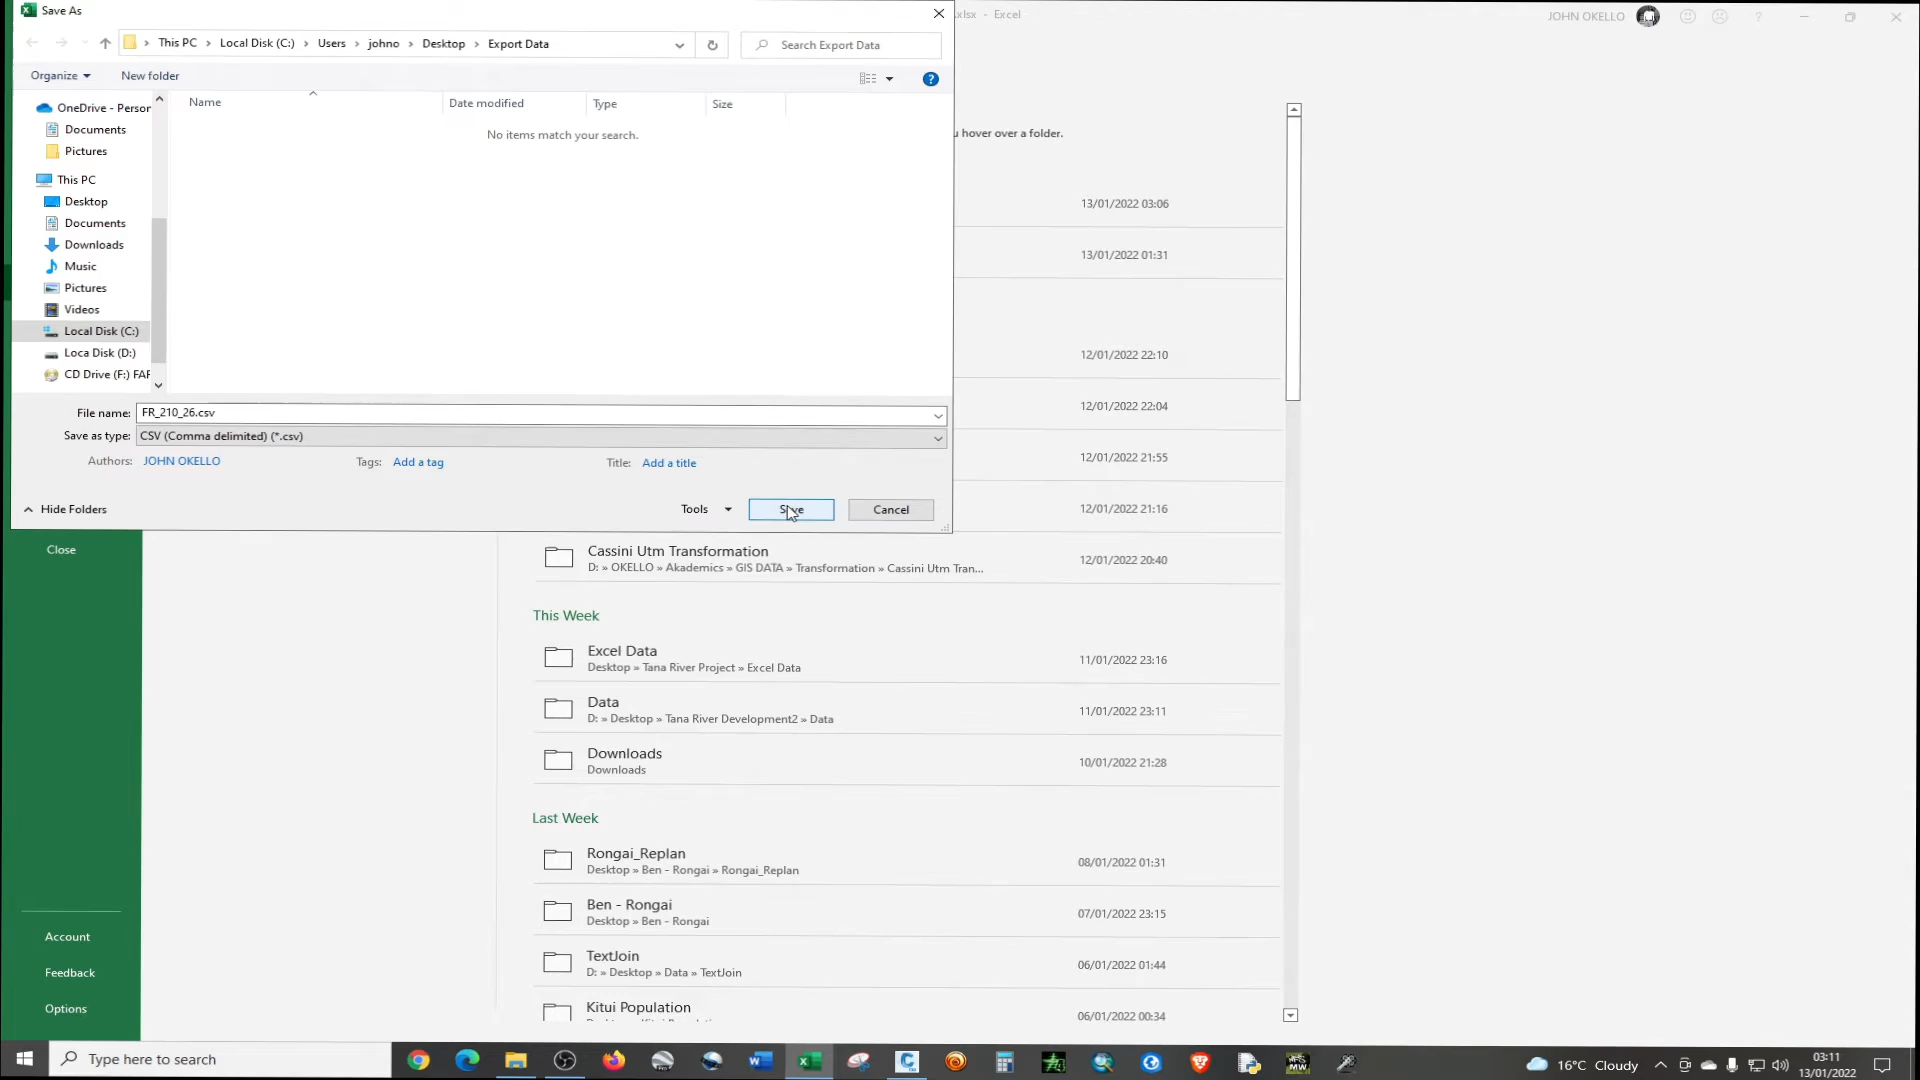 Save As
.xlsx - Excel
JOHN OKELLO
This PC > Local Disk (C:) > Users > johno > Desktop > Export Data
Search Export Data
Organize
New folder
Name
Date modified
Type
Size
No items match your search.
OneDrive - Person
Documents
Pictures
This PC
Desktop
Documents
Downloads
Music
Pictures
Videos
Local Disk (C:)
Loca Disk (D:)
CD Drive (F:) FAR
File name: FR_210_26.csv
Save as type: CSV (Comma delimited) (*.csv)
Authors: JOHN OKELLO
Tags: Add a tag
Title: Add a title
Hide Folders
Tools
Save
Cancel
u hover over a folder.
13/01/2022 03:06
13/01/2022 01:31
12/01/2022 22:10
12/01/2022 22:04
12/01/2022 21:55
12/01/2022 21:16
Close
Cassini Utm Transformation
D: » OKELLO » Akademics » GIS DATA » Transformation » Cassini Utm Tran...
12/01/2022 20:40
This Week
Excel Data
Desktop » Tana River Project » Excel Data
11/01/2022 23:16
Data
D: » Desktop » Tana River Development2 » Data
11/01/2022 23:11
Downloads
Downloads
10/01/2022 21:28
Last Week
Rongai_Replan
Desktop » Ben - Rongai » Rongai_Replan
08/01/2022 01:31
Ben - Rongai
Desktop » Ben - Rongai
07/01/2022 23:15
TextJoin
D: » Desktop » Data » TextJoin
06/01/2022 01:44
Kitui Population
06/01/2022 00:34
Account
Feedback
Options
Type here to search
16°C Cloudy
03:11
13/01/2022